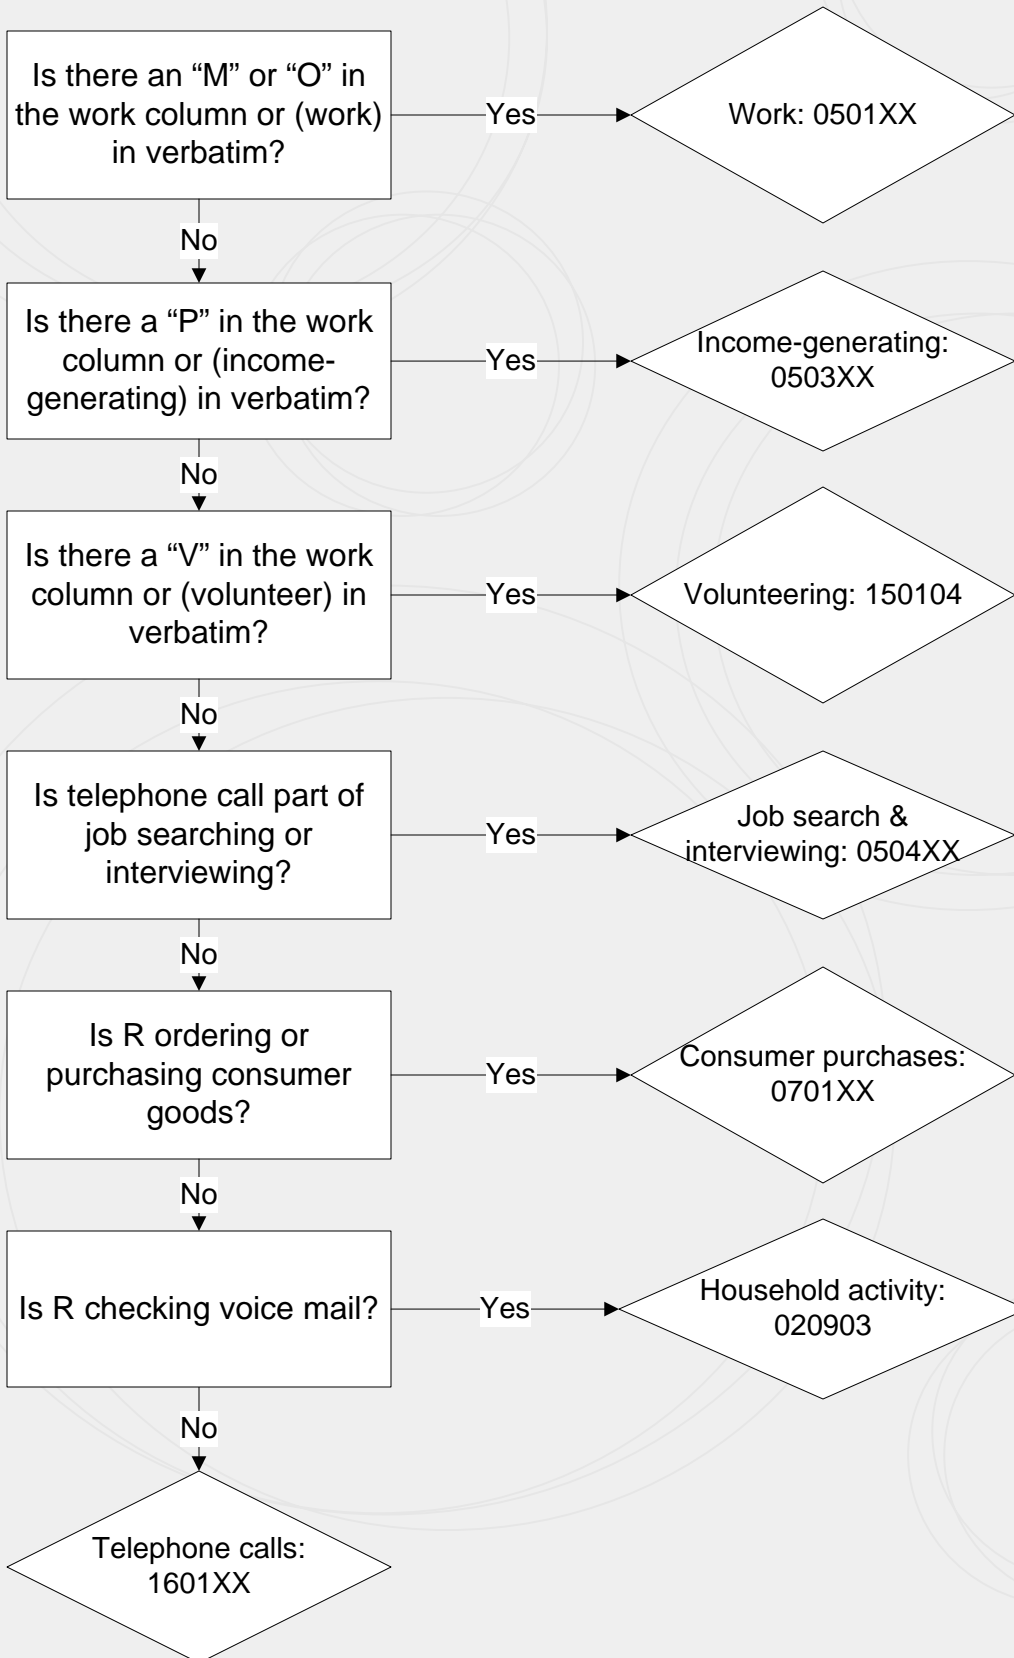 Is there an “M” or “O” in
the work column or (work)
in verbatim?
Yes
Work: 0501XX
No
Is there a “P” in the work
column or (income-
generating) in verbatim?
Yes
Income-generating:
0503XX
No
Is there a “V” in the work
column or (volunteer) in
verbatim?
Yes
Volunteering: 150104
No
Is telephone call part of
job searching or
interviewing?
Yes
Job search &
interviewing: 0504XX
No
Is R ordering or
purchasing consumer
goods?
Yes
Consumer purchases:
0701XX
No
Is R checking voice mail?
Yes
Household activity:
020903
No
Telephone calls:
1601XX